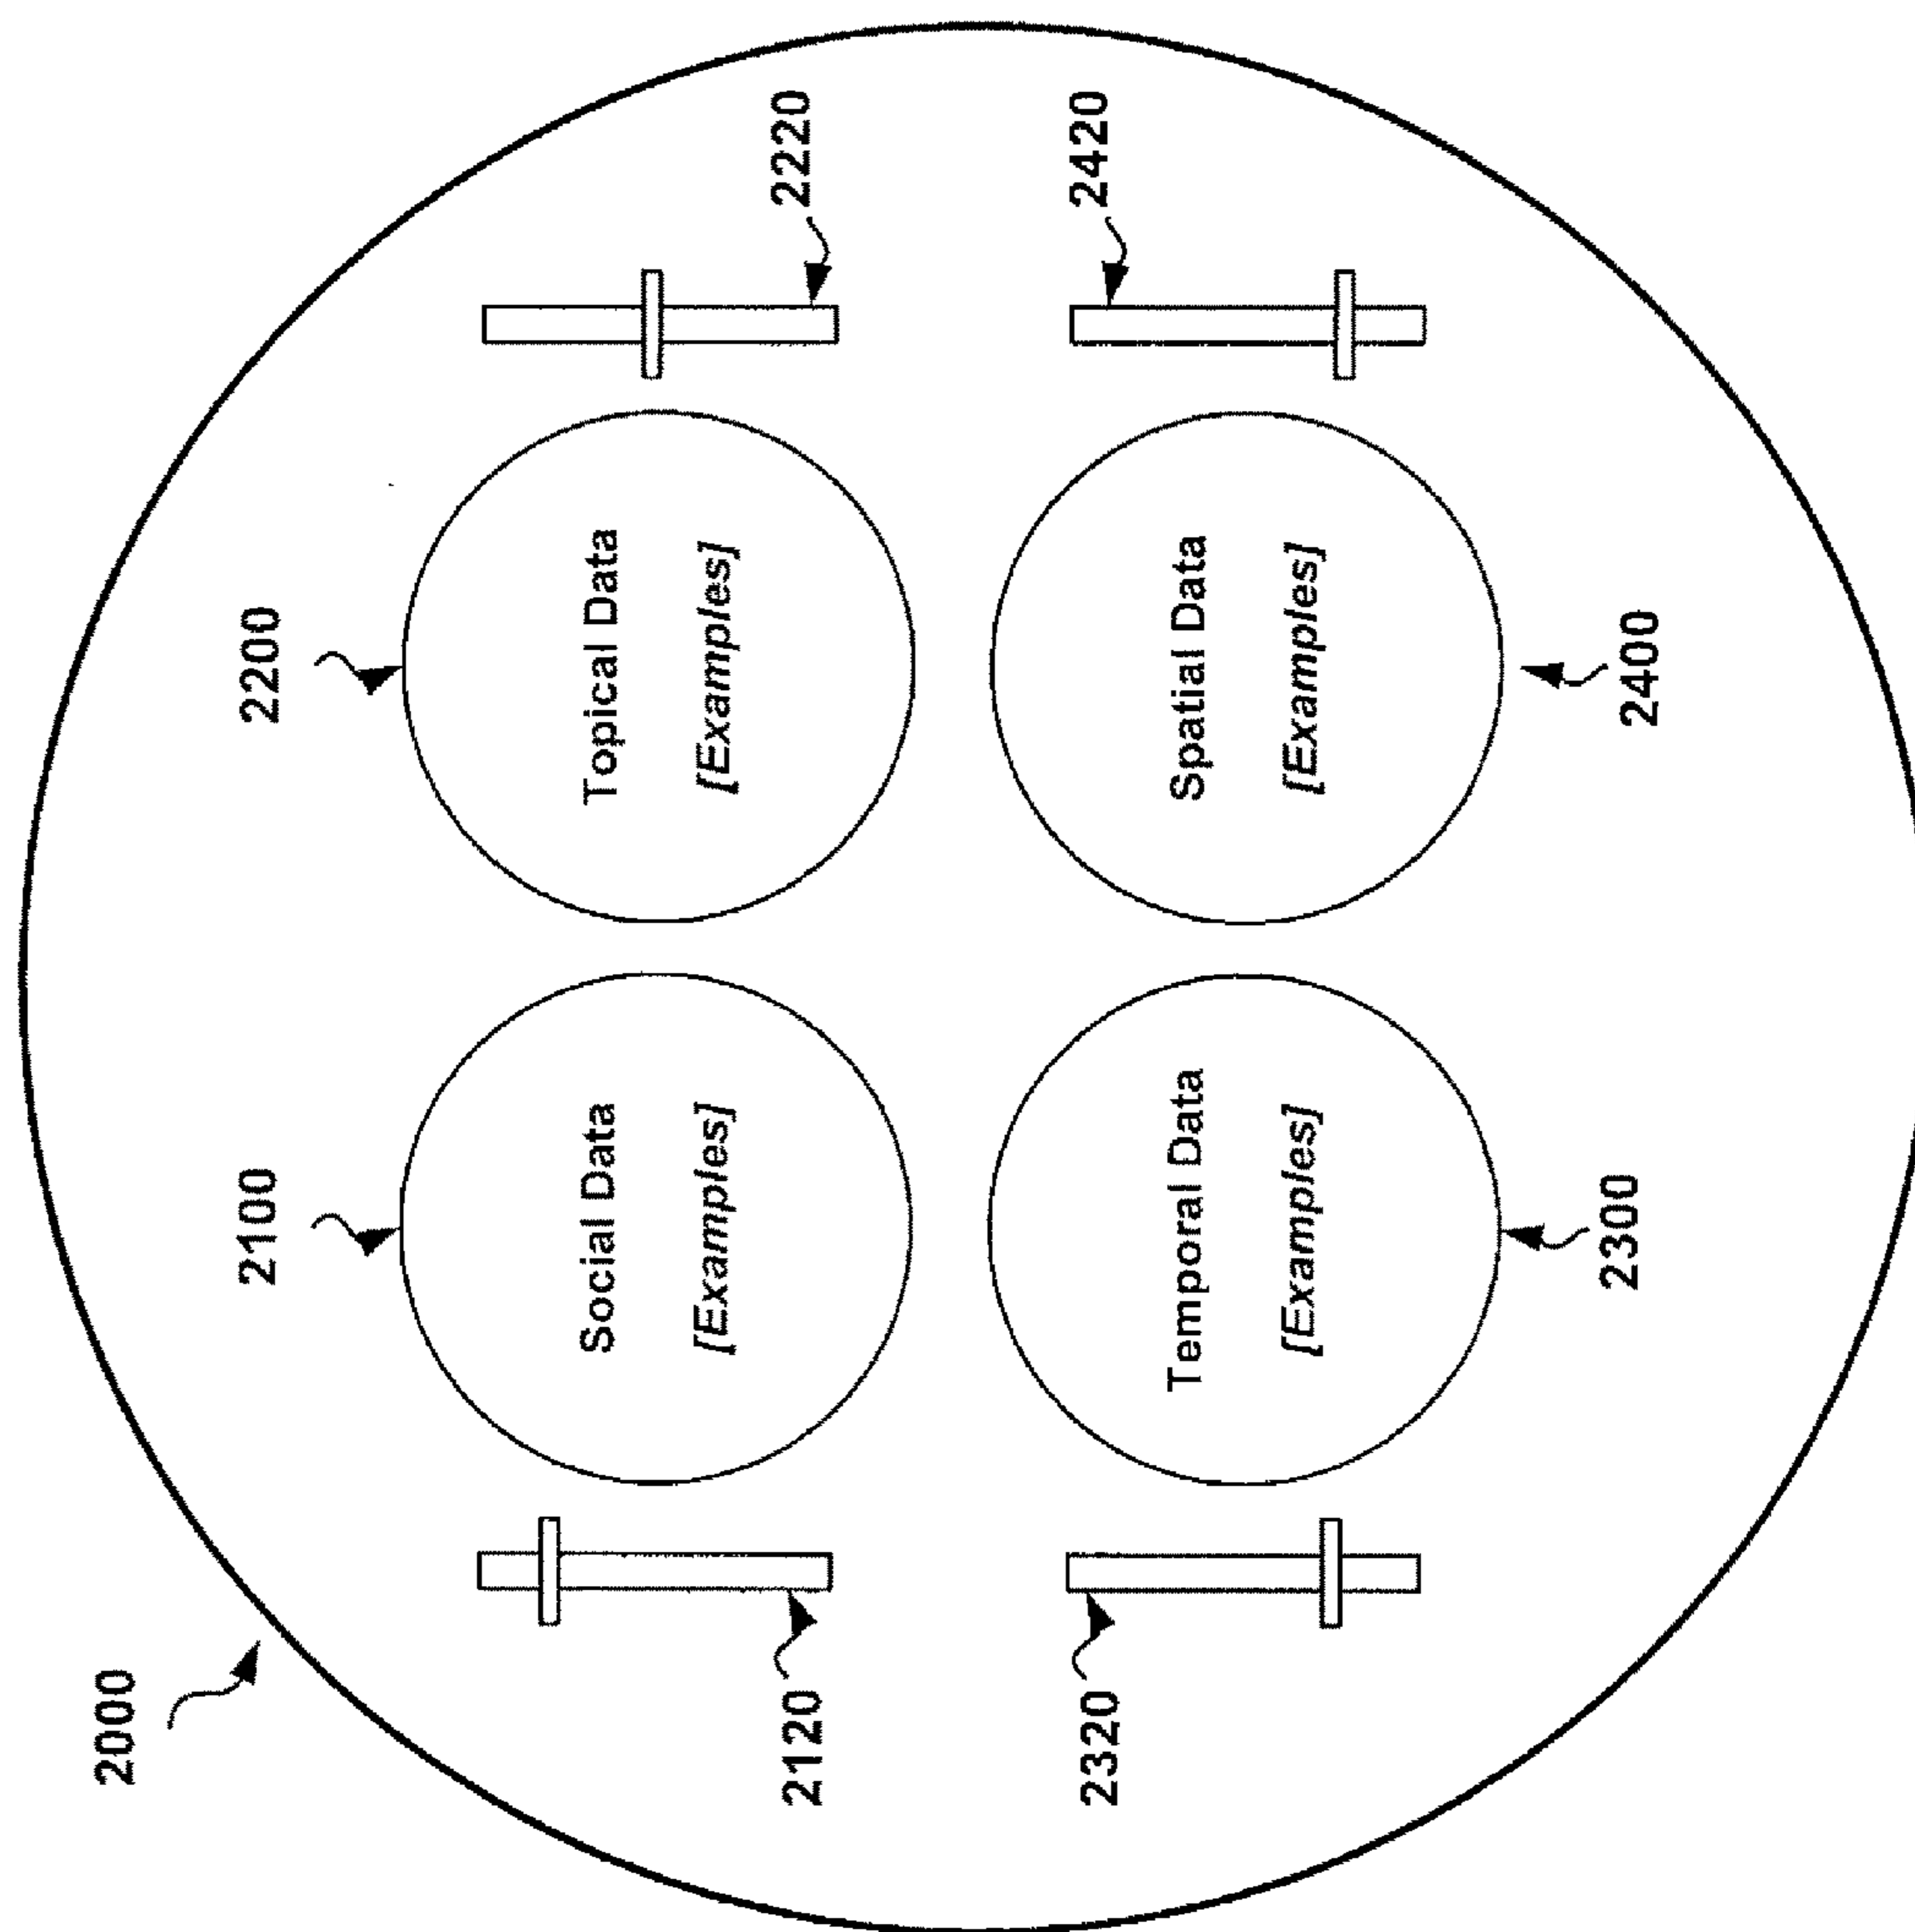 2000
2100
2200
Social Data
[Examples]
Topical Data
[Examples]
2120
2220
2320
2420
Temporal Data
[Examples]
Spatial Data
[Examples]
2300
2400